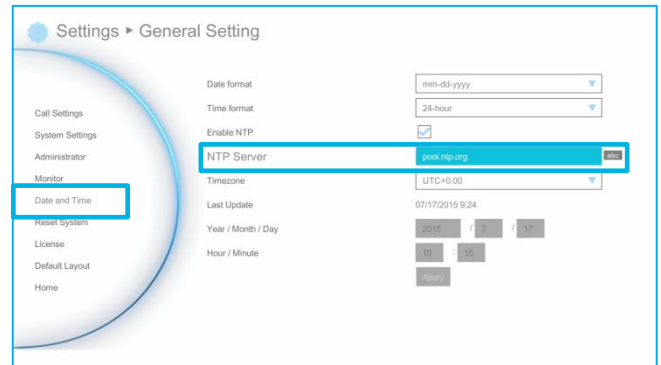 Settings ▸ General Setting
Call Settings
System Settings
Administrator
Monitor
Date and Time
Reset System
License
Default Layout
Home
Date format mm-dd-yyyy
Time format 24-hour
Enable NTP
NTP Server pool.ntp.org abc
Timezone UTC+0:00
Last Update 07/17/2015 9:24
Year / Month / Day 2015 / 7 / 17
Hour / Minute 10 : 15
Apply